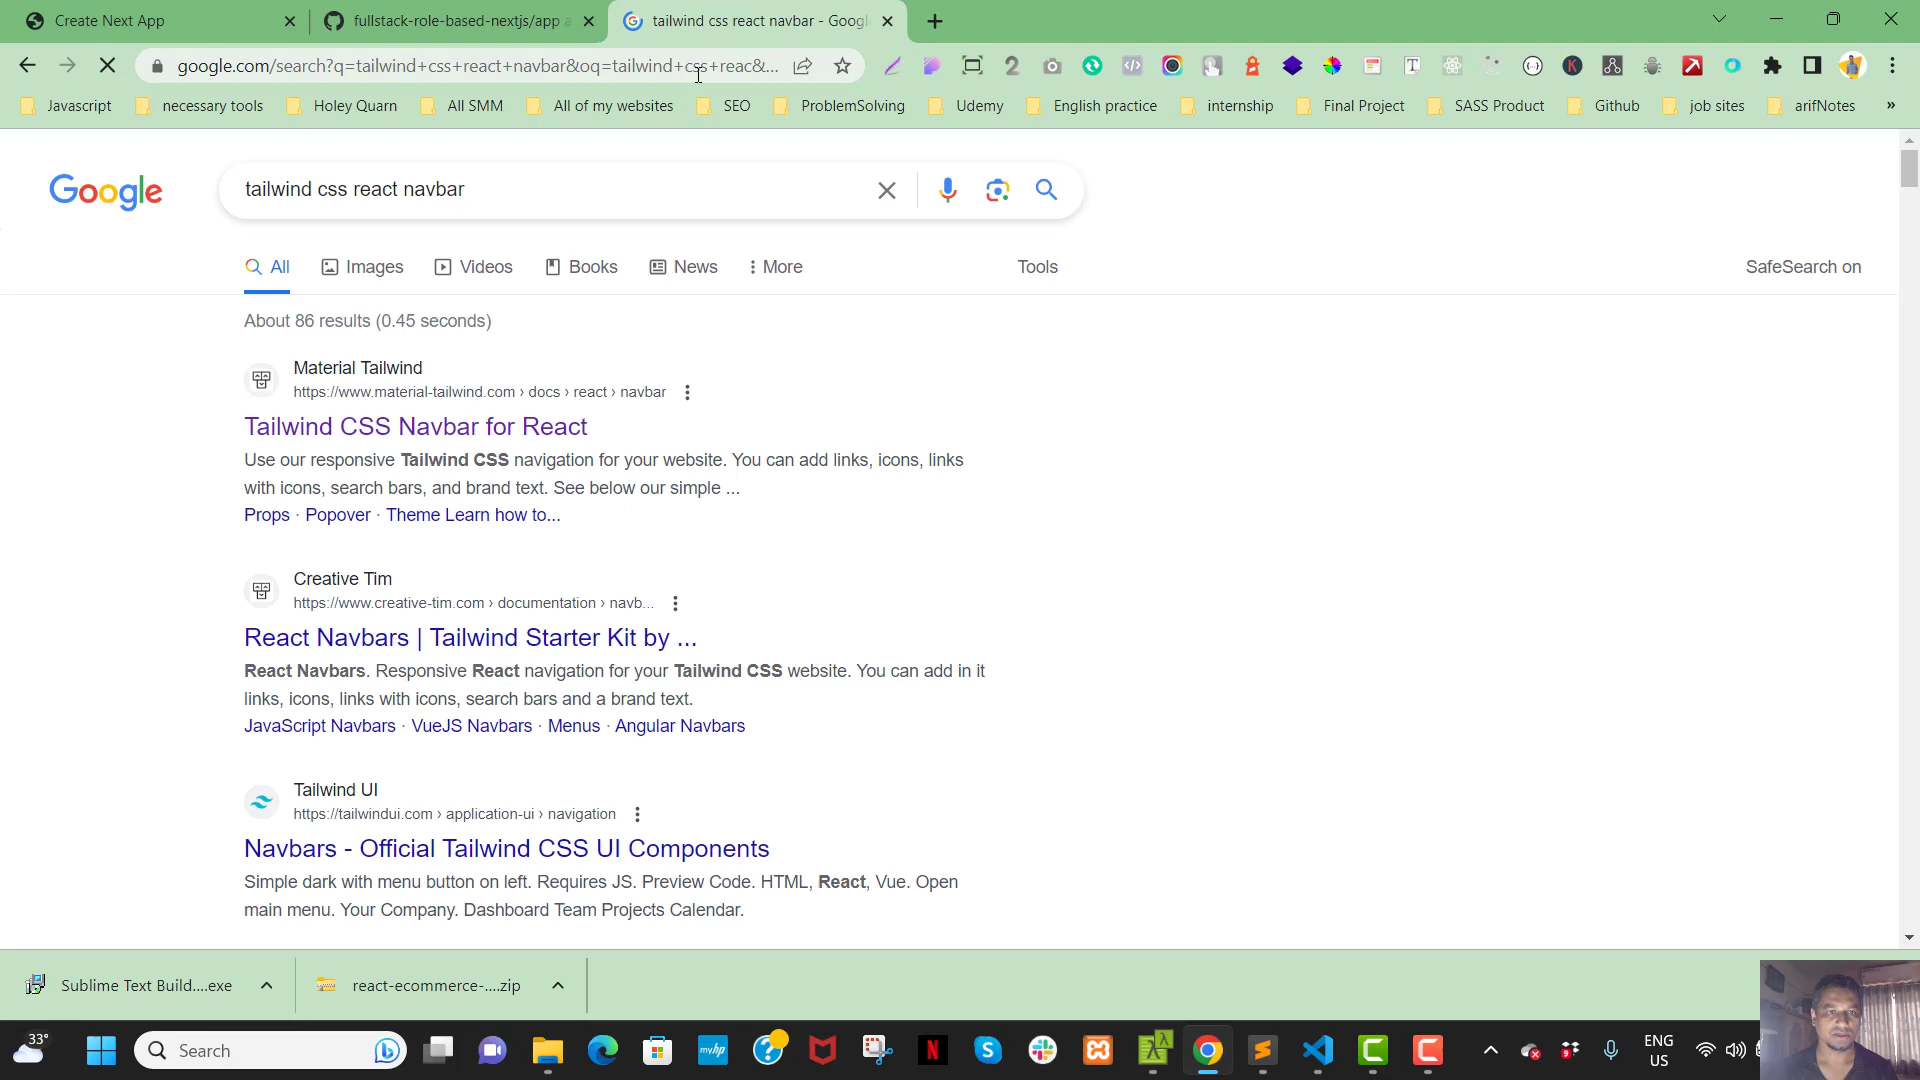 Create Next App
fullstack-role-based-nextjs/app a
tailwind css react navbar - Googl
google.com/search?q=tailwind+css+react+navbar&oq=tailwind+css+reac&...
Javascript
necessary tools
Holey Quarn
All SMM
All of my websites
SEO
ProblemSolving
Udemy
English practice
internship
Final Project
SASS Product
Github
job sites
arifNotes
»
Google
tailwind css react navbar
All
Images
Videos
Books
News
More
Tools
SafeSearch on
About 86 results (0.45 seconds)
Material Tailwind
https://www.material-tailwind.com › docs › react › navbar
Tailwind CSS Navbar for React
Use our responsive Tailwind CSS navigation for your website. You can add links, icons, links
with icons, search bars, and brand text. See below our simple ...
Props · Popover · Theme Learn how to...
Creative Tim
https://www.creative-tim.com › documentation › navb...
React Navbars | Tailwind Starter Kit by ...
React Navbars. Responsive React navigation for your Tailwind CSS website. You can add in it
links, icons, links with icons, search bars and a brand text.
JavaScript Navbars · VueJS Navbars · Menus · Angular Navbars
Tailwind UI
https://tailwindui.com › application-ui › navigation
Navbars - Official Tailwind CSS UI Components
Simple dark with menu button on left. Requires JS. Preview Code. HTML, React, Vue. Open
main menu. Your Company. Dashboard Team Projects Calendar.
Sublime Text Build....exe
react-ecommerce-....zip
33°
Search
myhp
ENG
US